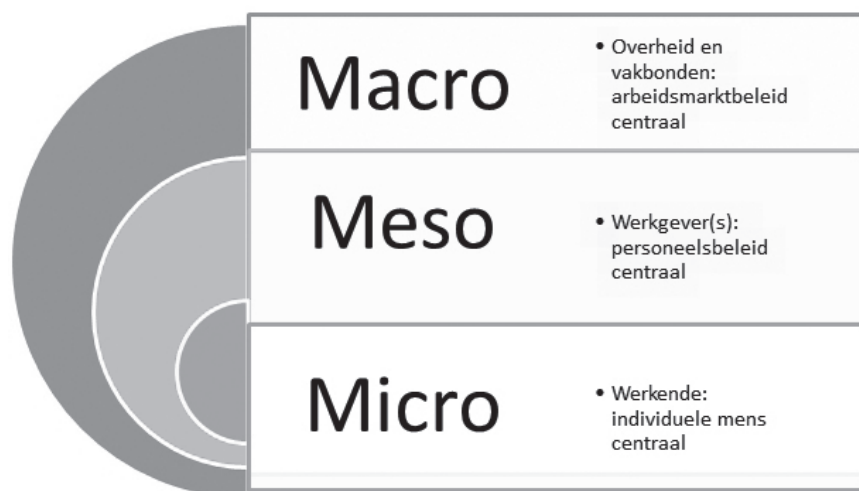 Macro
• Overheid en
vakbonden:
arbeidsmarktbeleid
centraal
Meso
• Werkgever(s):
personeelsbeleid
centraal
Micro
• Werkende:
individuele mens
centraal